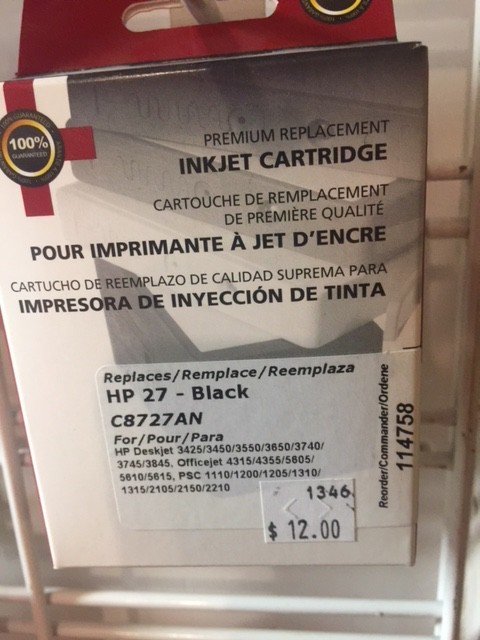 100% GUARANTEED
100%
GUARANTEED
PREMIUM REPLACEMENT
INKJET CARTRIDGE
CARTOUCHE DE REMPLACEMENT
DE PREMIÈRE QUALITÉ
POUR IMPRIMANTE À JET D'ENCRE
CARTUCHO DE REEMPLAZO DE CALIDAD SUPREMA PARA
IMPRESORA DE INYECCIÓN DE TINTA
Replaces/Remplace/Reemplaza
HP 27 - Black
C8727AN
For/Pour/Para
HP Deskjet 3425/3450/3550/3650/3740/
3745/3845, Officejet 4315/4355/5605/
5610/5615, PSC 1110/1200/1205/1310/
1315/2105/2150/2210
Reorder/Commander/Ordene
114758
1346
$ 12.00